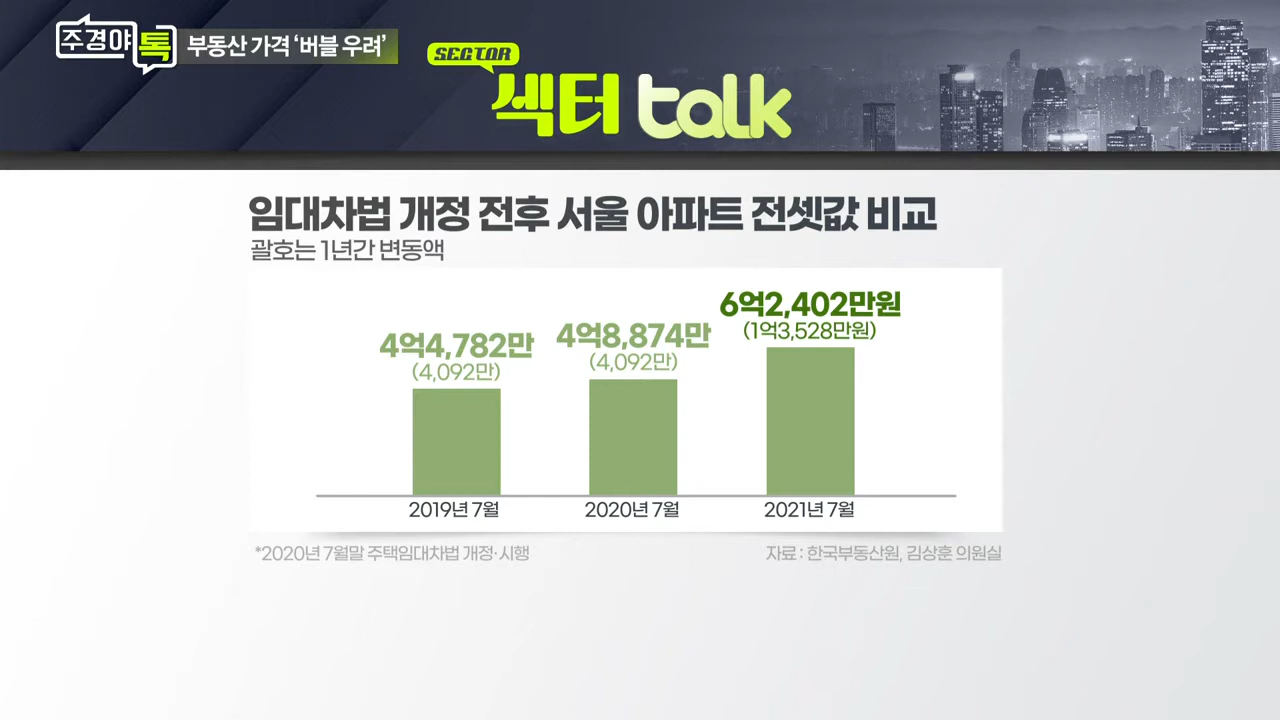 주경야톡
부동산 가격 ‘버블 우려’
SECTOR
섹터 talk
임대차법 개정 전후 서울 아파트 전셋값 비교
괄호는 1년간 변동액
4억4,782만
(4,092만)
4억8,874만
(4,092만)
6억2,402만원
(1억3,528만원)
2019년 7월
2020년 7월
2021년 7월
*2020년 7월말 주택임대차법 개정·시행
자료 : 한국부동산원, 김상훈 의원실